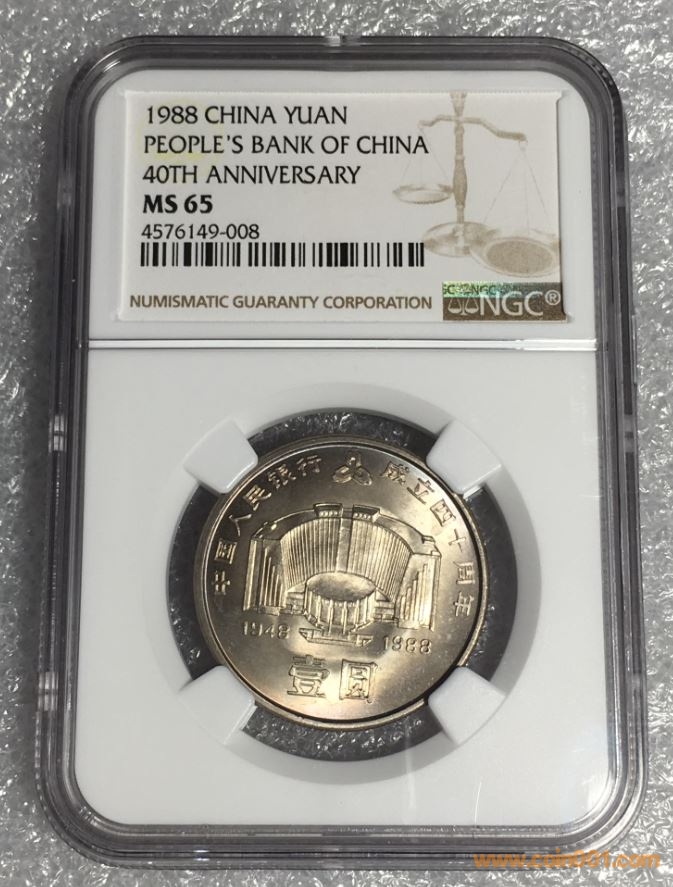 1988 CHINA YUAN
PEOPLE'S BANK OF CHINA
40TH ANNIVERSARY
MS 65
4576149-008
NUMISMATIC GUARANTY CORPORATION
NGC®
中国人民银行 成立四十周年
1948 1988
壹圆
www.coin001.com